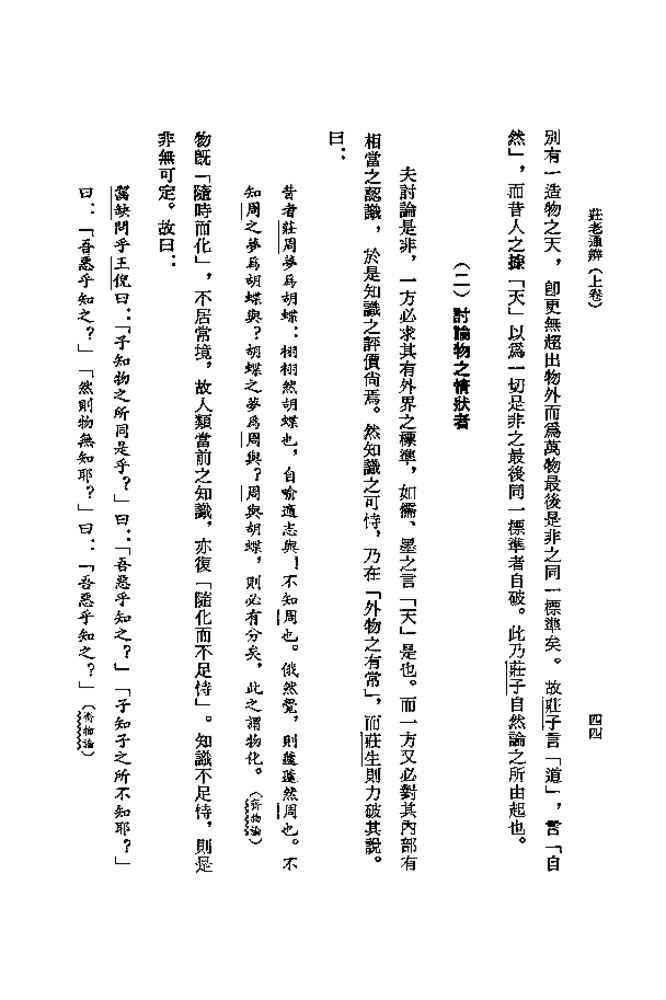 莊老通辨（上卷）
四四
別有一造物之天，卽更無超出物外而爲萬物最後是非之同一標準矣。故莊子言「道」，言「自
然」，而昔人之據「天」以爲一切是非之最後同一標準者自破。此乃莊子自然論之所由起也。
（二）討論物之情狀者
夫討論是非，一方必求其有外界之標準，如儒、墨之言「天」是也。而一方又必對其內部有
相當之認識，於是知識之評價尙焉。然知識之可恃，乃在「外物之有常」，而莊生則力破其說。
曰：
昔者莊周夢爲胡蝶：栩栩然胡蝶也，自喻適志與！不知周也。俄然覺，則蘧蘧然周也。不
知周之夢爲胡蝶與？胡蝶之夢爲周與？周與胡蝶，則必有分矣，此之謂物化。（齊物論）
物旣「隨時而化」，不居常境，故人類當前之知識，亦復「隨化而不足恃」。知識不足恃，則是
非無可定。故曰：
齧缺問乎王倪曰：「子知物之所同是乎？」曰：「吾惡乎知之？」「子知子之所不知耶？」
曰：「吾惡乎知之？」「然則物無知耶？」曰：「吾惡乎知之？」（齊物論）